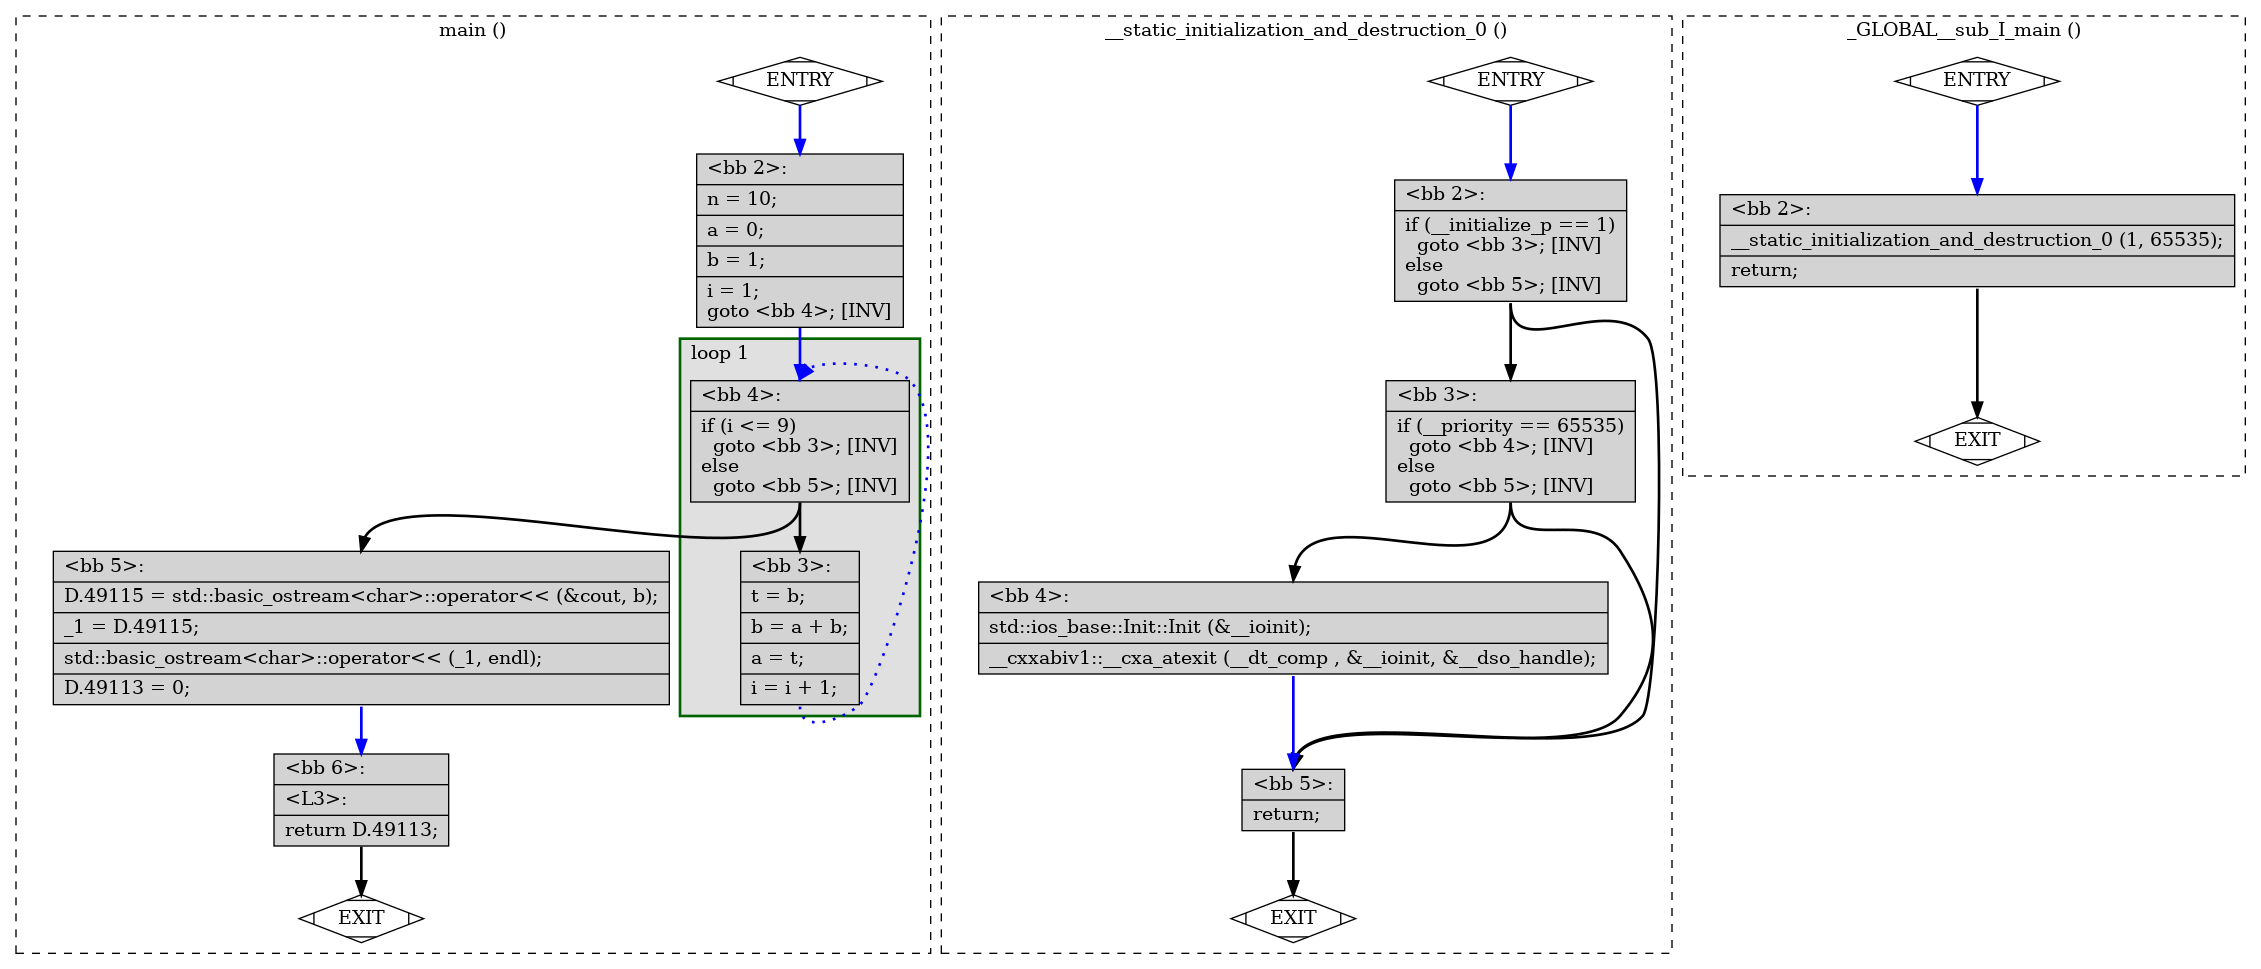 main ()
ENTRY
<bb 2>:
n = 10;
a = 0;
b = 1;
i = 1;
goto <bb 4>; [INV]
loop 1
<bb 4>:
if (i <= 9)
goto <bb 3>; [INV]
else
goto <bb 5>; [INV]
<bb 5>:
D.49115 = std::basic_ostream<char>::operator<< (&cout, b);
_1 = D.49115;
std::basic_ostream<char>::operator<< (_1, endl);
D.49113 = 0;
<bb 3>:
t = b;
b = a + b;
a = t;
i = i + 1;
<bb 6>:
<L3>:
return D.49113;
EXIT
__static_initialization_and_destruction_0 ()
ENTRY
<bb 2>:
if (__initialize_p == 1)
goto <bb 3>; [INV]
else
goto <bb 5>; [INV]
<bb 3>:
if (__priority == 65535)
goto <bb 4>; [INV]
else
goto <bb 5>; [INV]
<bb 4>:
std::ios_base::Init::Init (&__ioinit);
__cxxabiv1::__cxa_atexit (__dt_comp , &__ioinit, &__dso_handle);
<bb 5>:
return;
EXIT
_GLOBAL__sub_I_main ()
ENTRY
<bb 2>:
__static_initialization_and_destruction_0 (1, 65535);
return;
EXIT